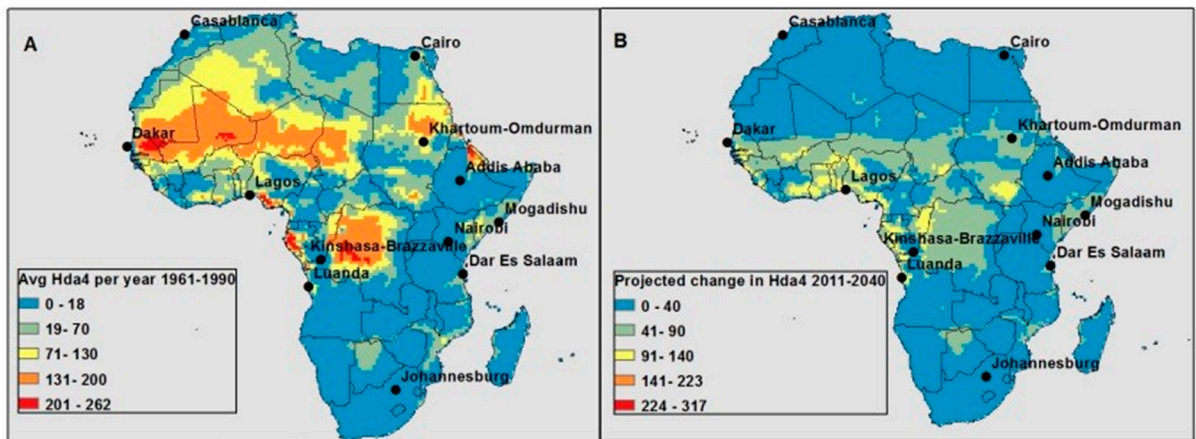 A
Casablanca
Cairo
Dakar
Khartoum-Omdurman
Addis Ababa
Lagos
Mogadishu
Nairobi
Kinshasa-Brazzaville
Dar Es Salaam
Luanda
Johannesburg
Avg Hda4 per year 1961-1990
0 - 18
19- 70
71- 130
131- 200
201 - 262
B
Casablanca
Cairo
Dakar
Khartoum-Omdurman
Addis Ababa
Lagos
Mogadishu
Nairobi
Kinshasa-Brazzaville
Dar Es Salaam
Luanda
Johannesburg
Projected change in Hda4 2011-2040
0 - 40
41- 90
91- 140
141- 223
224 - 317